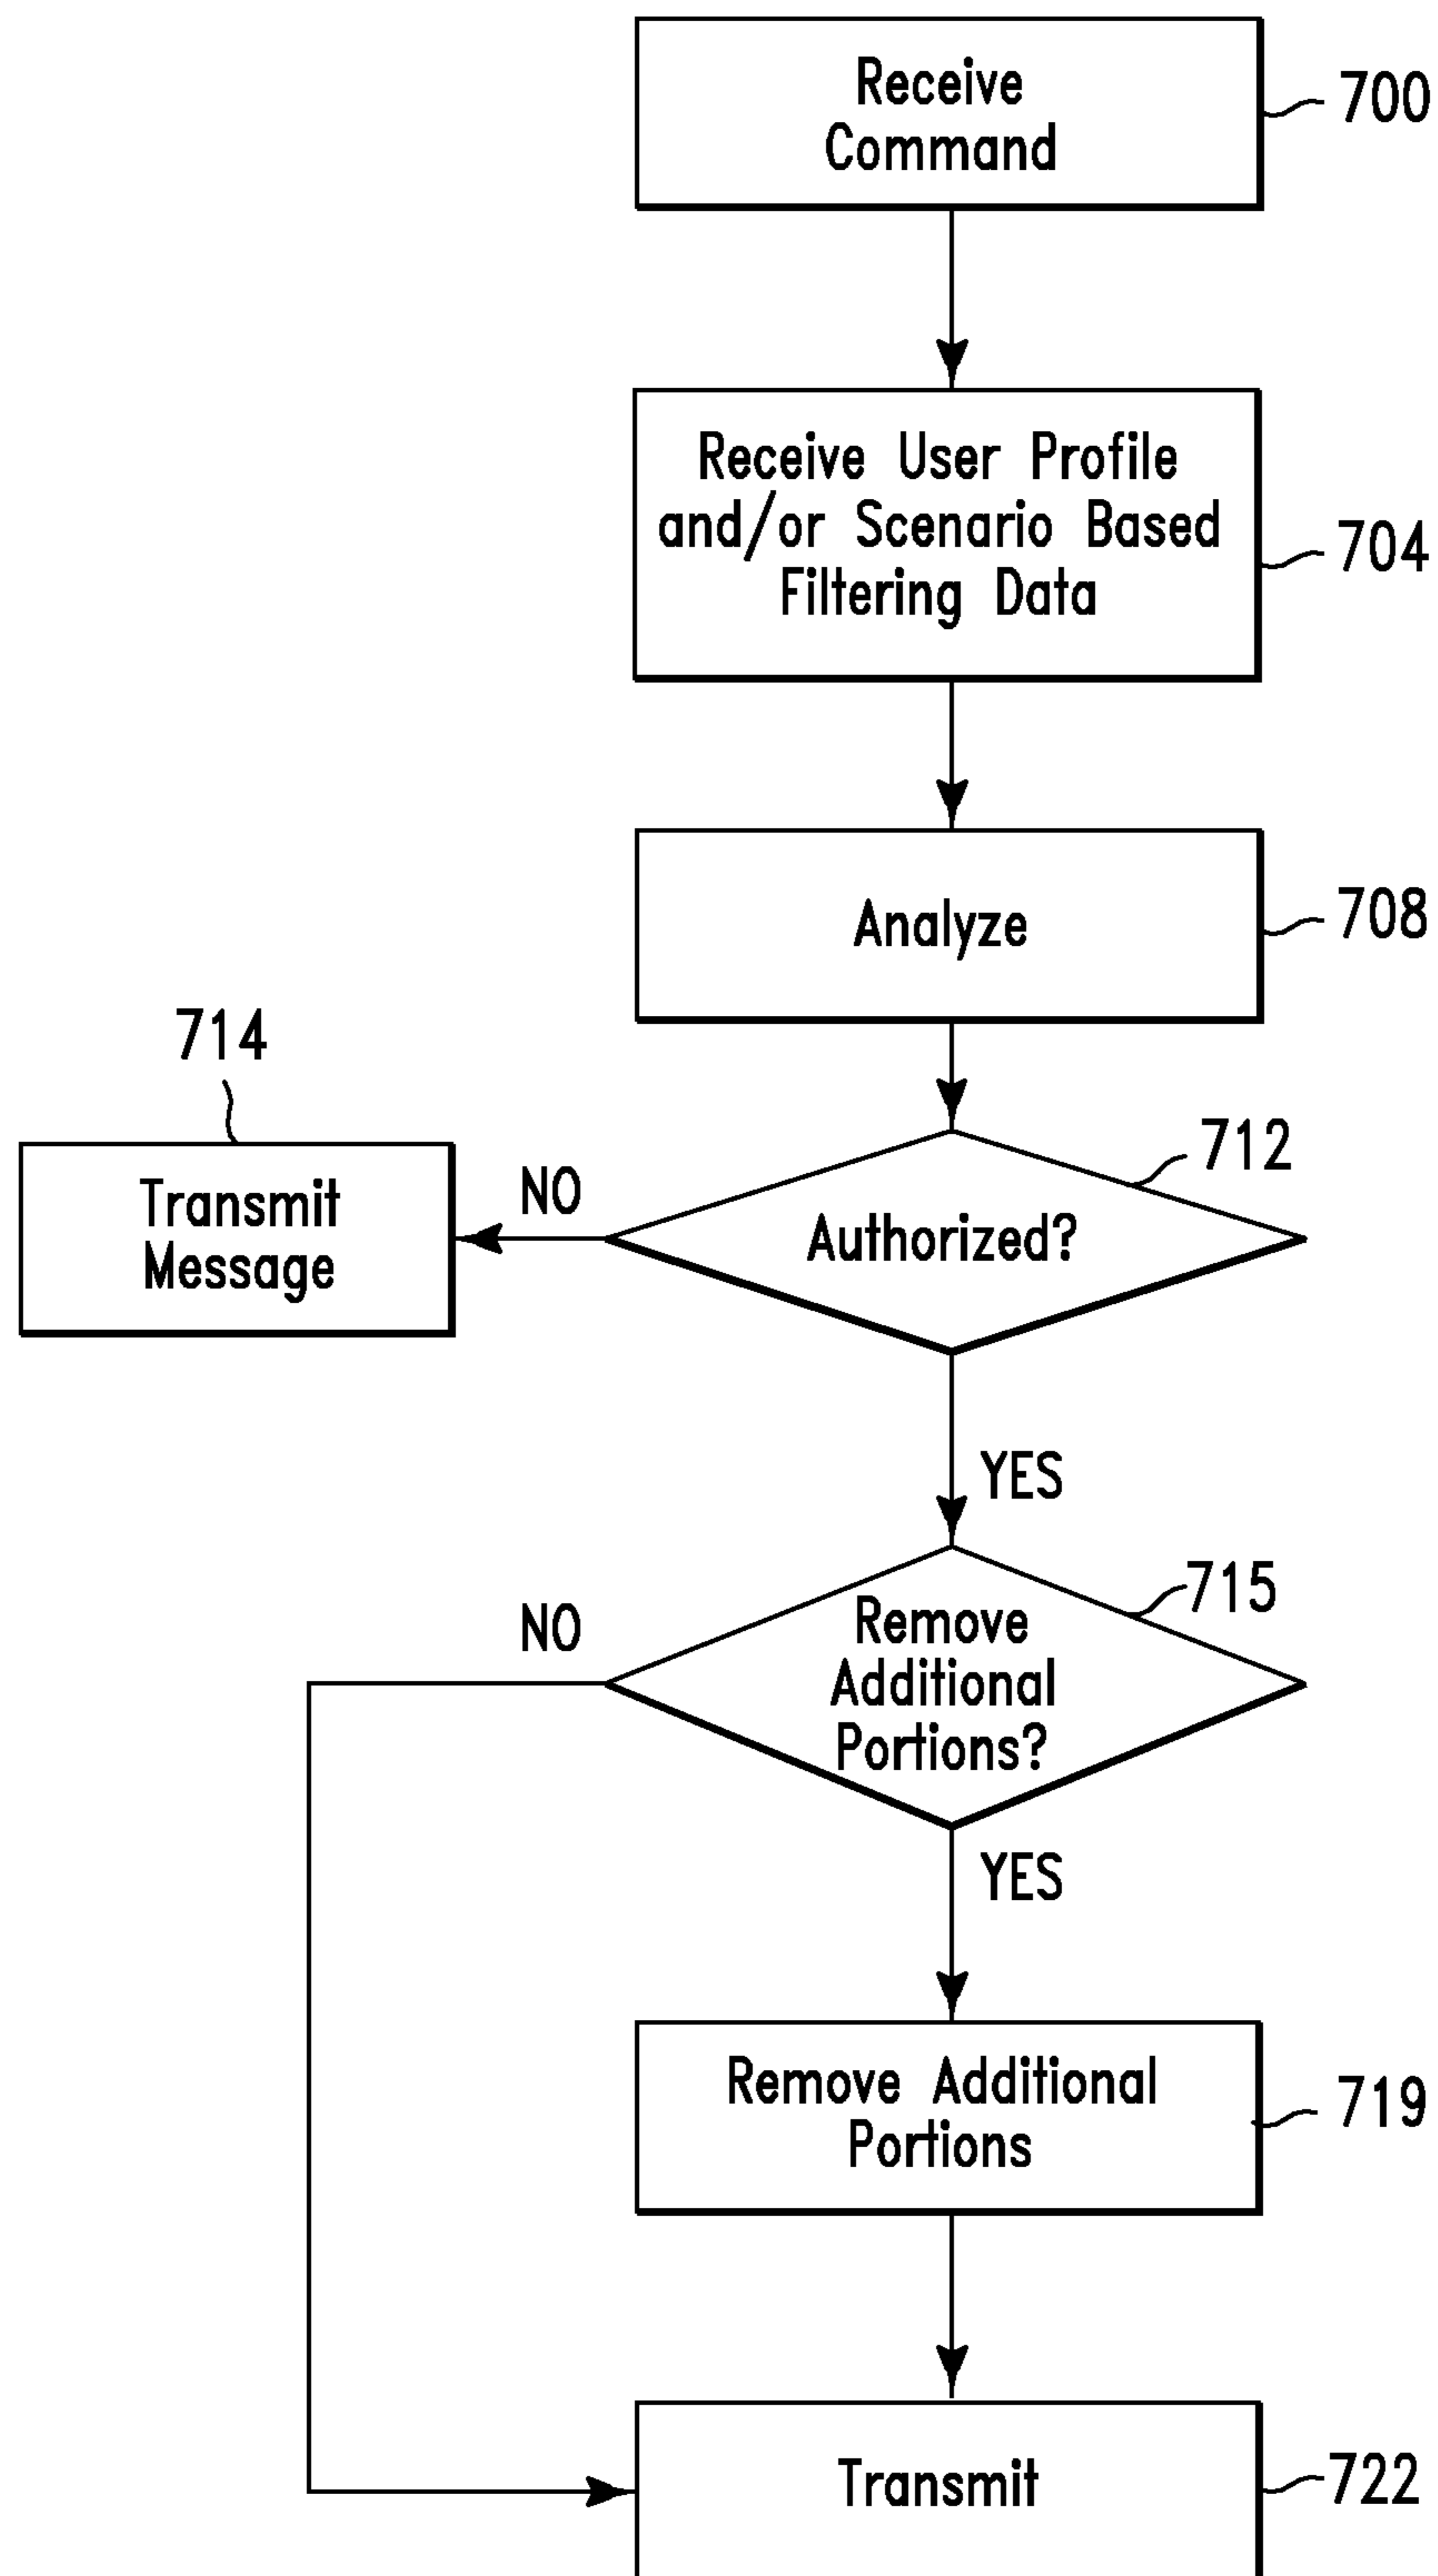 Receive
Command
700
Receive User Profile
and/or Scenario Based
Filtering Data
704
Analyze
708
714
Transmit
Message
NO
Authorized?
712
YES
NO
Remove
Additional
Portions?
715
YES
Remove Additional
Portions
719
Transmit
722